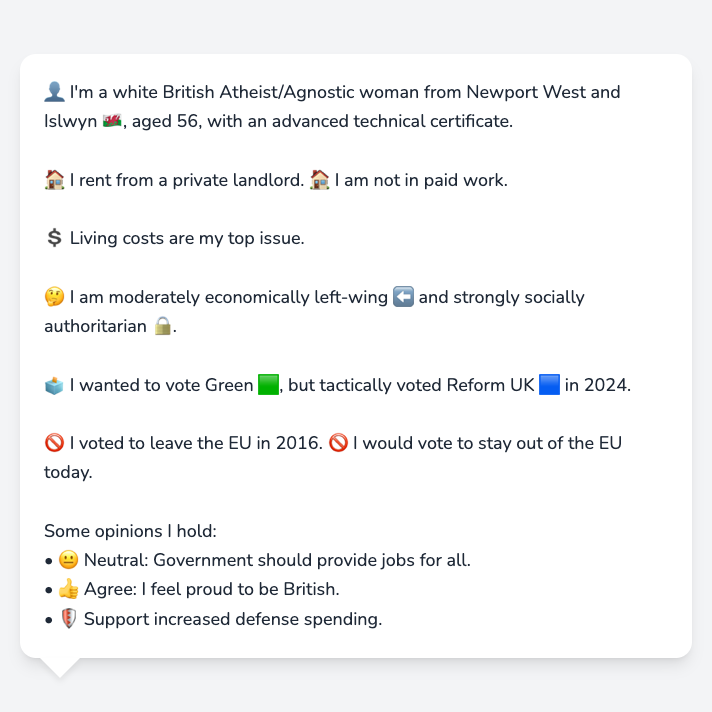 👤 I'm a white British Atheist/Agnostic woman from Newport West and
Islwyn 🏴󠁧󠁢󠁷󠁬󠁳󠁿, aged 56, with an advanced technical certificate.
🏠 I rent from a private landlord. 🏠 I am not in paid work.
💲 Living costs are my top issue.
🤔 I am moderately economically left-wing ⬅️ and strongly socially
authoritarian 🔒.
🗳️ I wanted to vote Green 🟩, but tactically voted Reform UK 🟦 in 2024.
🚫 I voted to leave the EU in 2016. 🚫 I would vote to stay out of the EU
today.
Some opinions I hold:
• 😐 Neutral: Government should provide jobs for all.
• 👍 Agree: I feel proud to be British.
• 🛡️ Support increased defense spending.